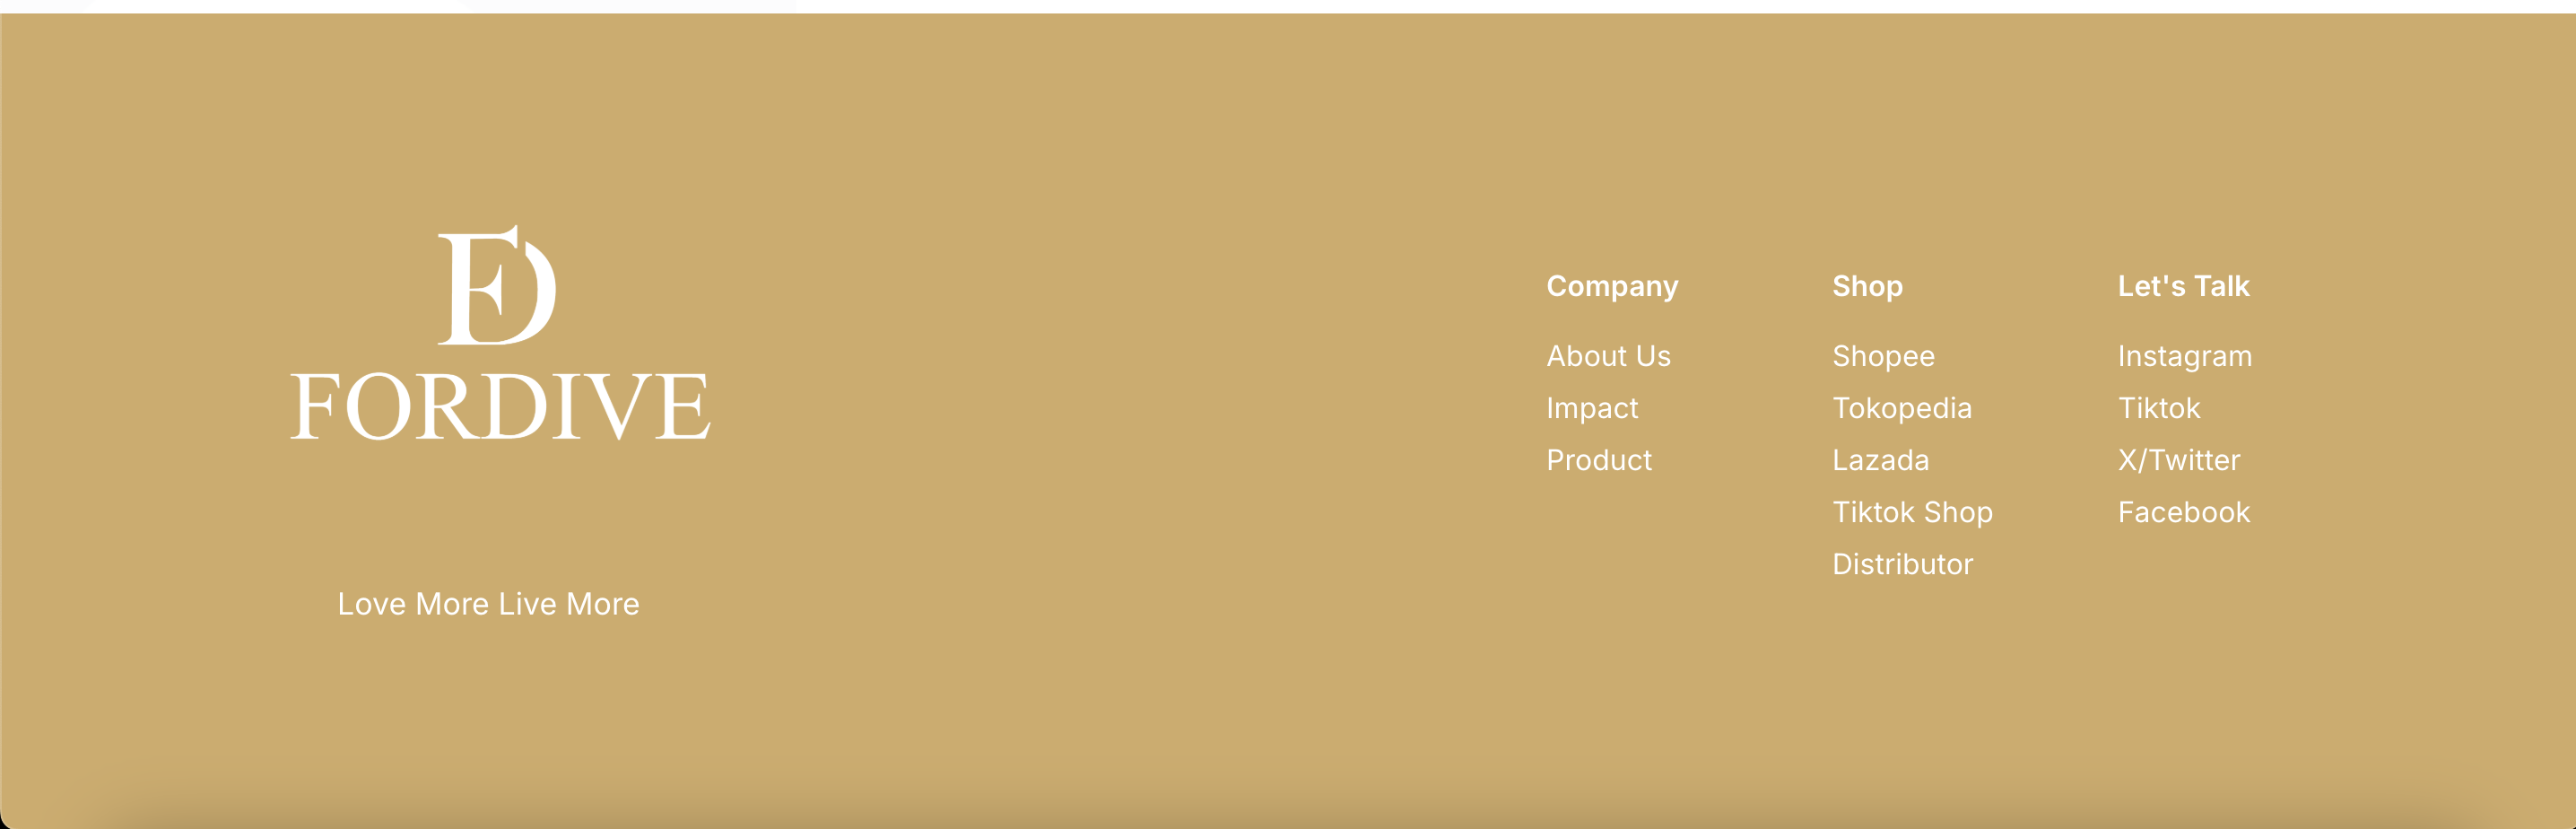 FD
FORDIVE
Love More Live More
Company
About Us
Impact
Product
Shop
Shopee
Tokopedia
Lazada
Tiktok Shop
Distributor
Let's Talk
Instagram
Tiktok
X/Twitter
Facebook